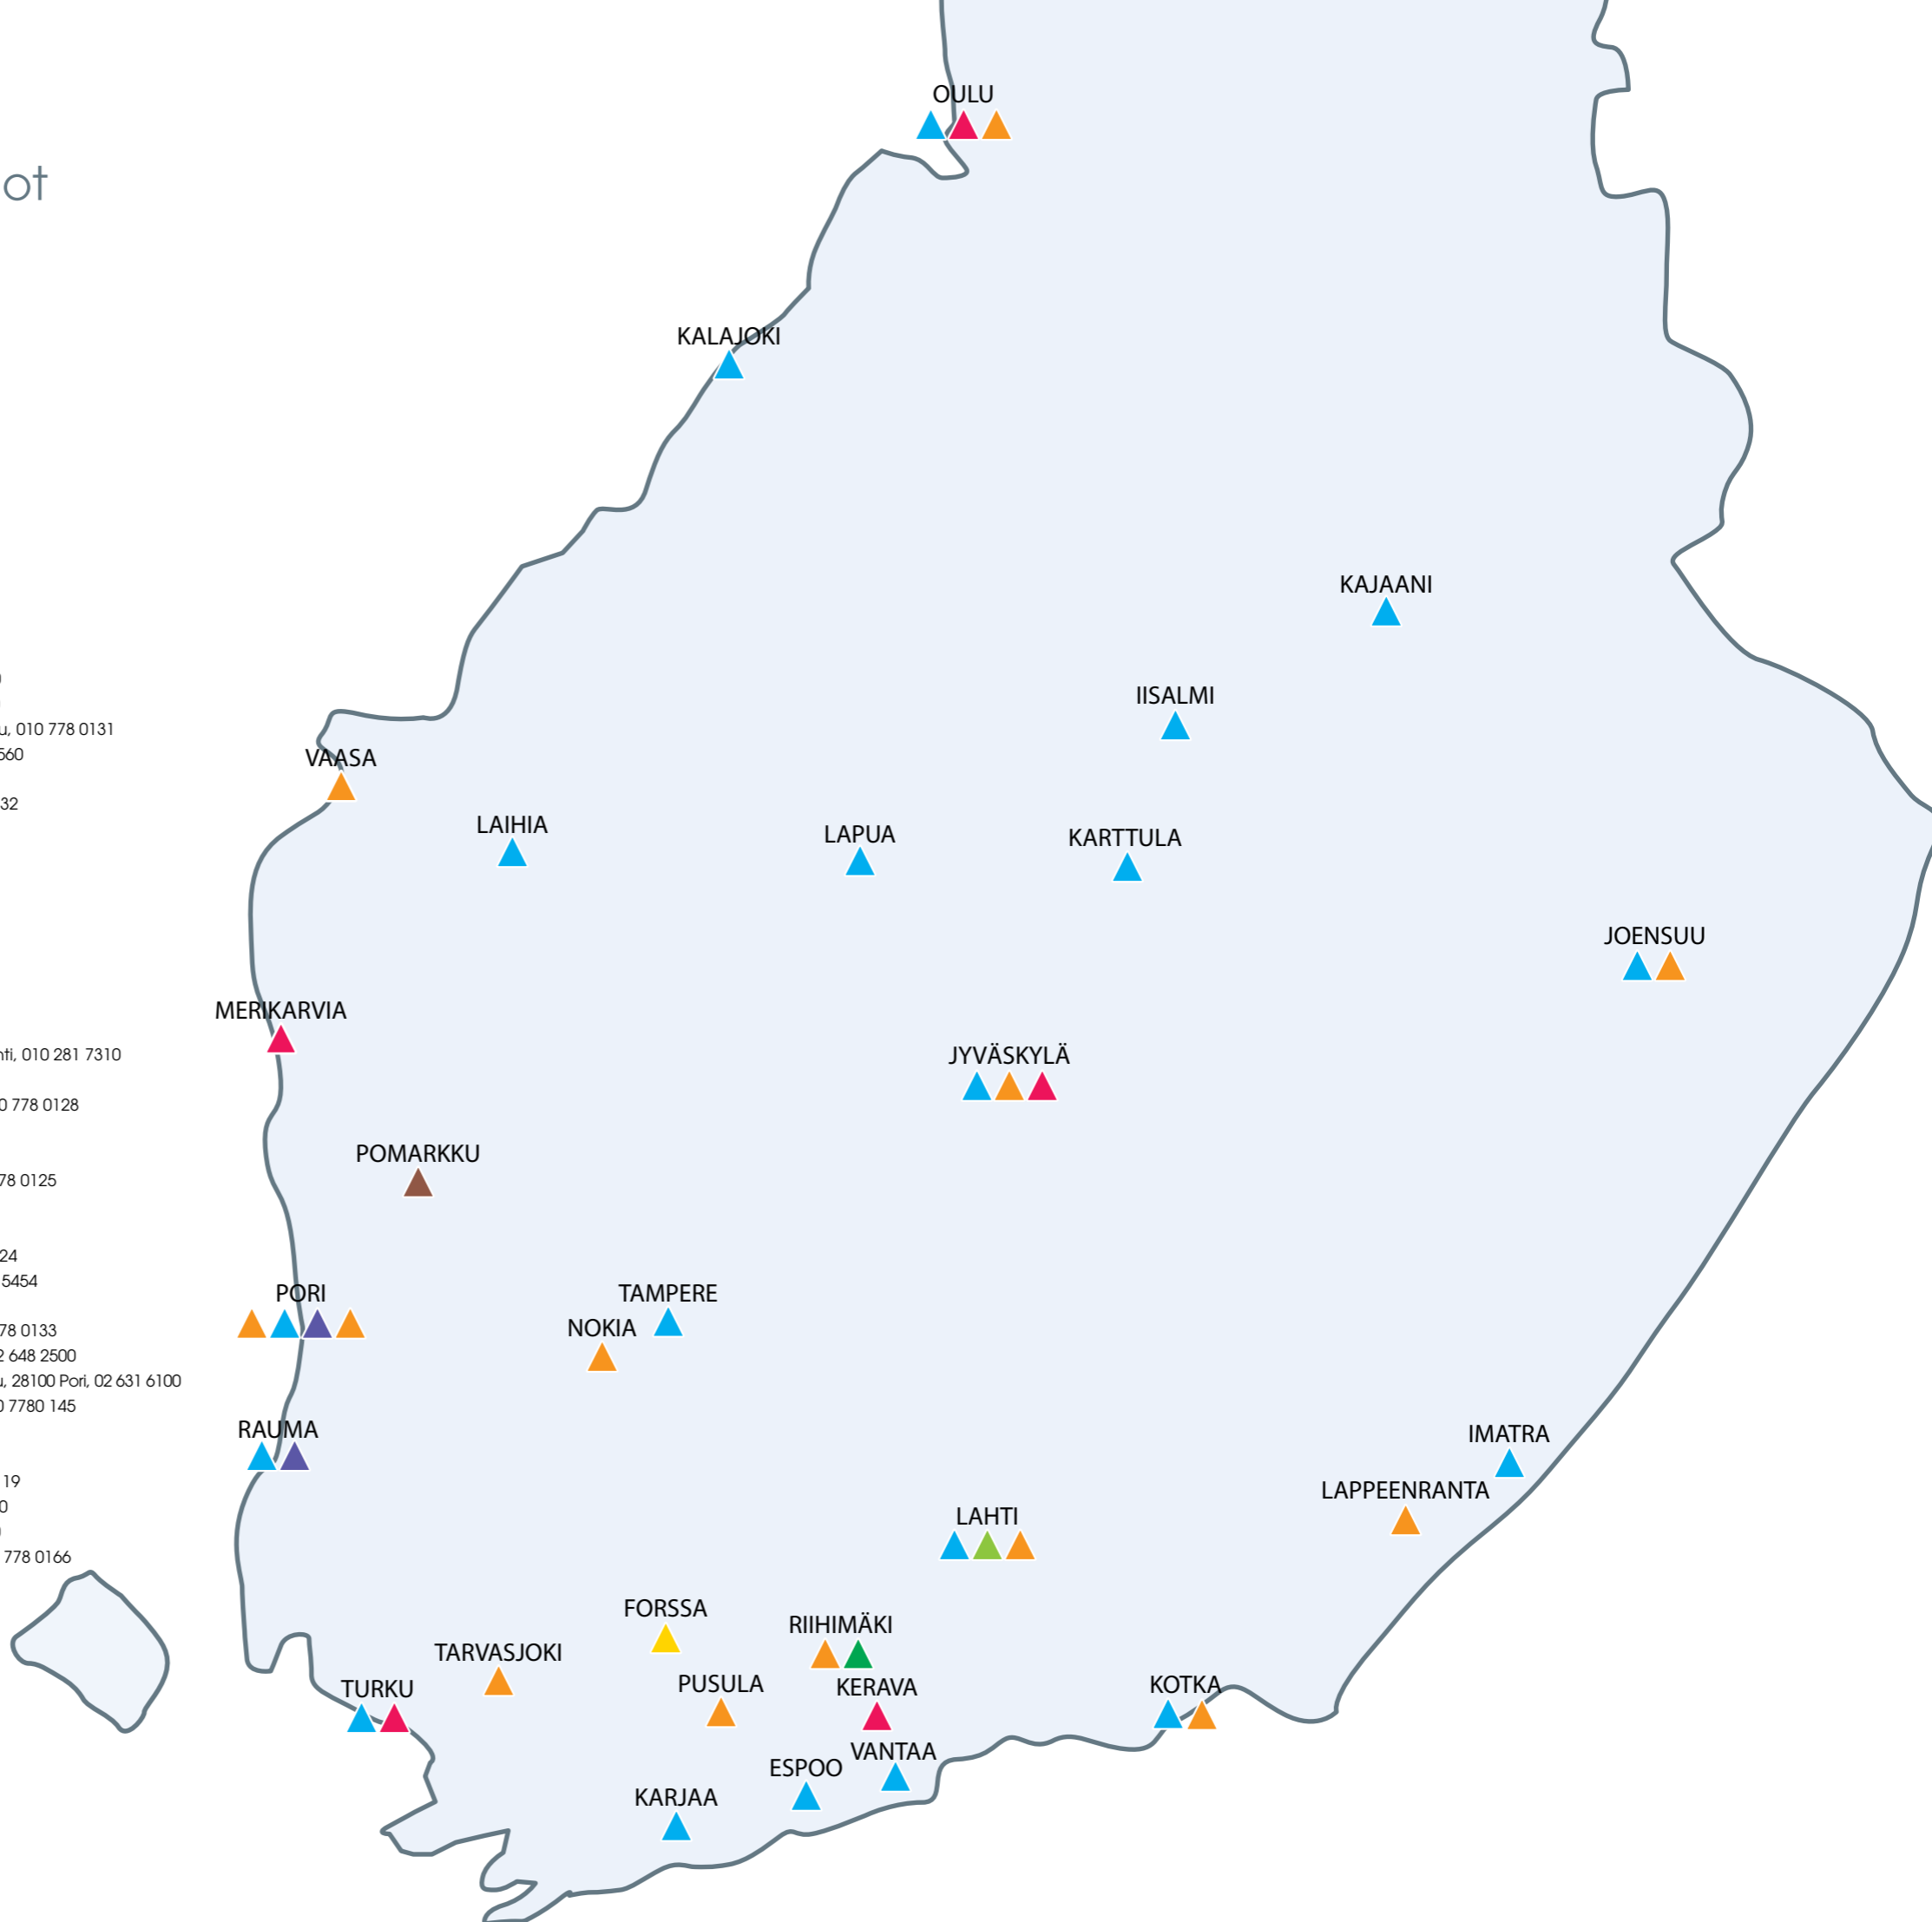 ot
u, 010 778 0131
560
32
nti, 010 281 7310
0 778 0128
78 0125
24
5454
78 0133
2 648 2500
u, 28100 Pori, 02 631 6100
0 7780 145
19
0
778 0166
OULU
KALAJOKI
KAJAANI
IISALMI
VAASA
LAIHIA
LAPUA
KARTTULA
JOENSUU
MERIKARVIA
JYVÄSKYLÄ
POMARKKU
PORI
TAMPERE
NOKIA
RAUMA
IMATRA
LAPPEENRANTA
LAHTI
FORSSA
RIIHIMÄKI
TARVASJOKI
PUSULA
KERAVA
TURKU
KOTKA
VANTAA
ESPOO
KARJAA